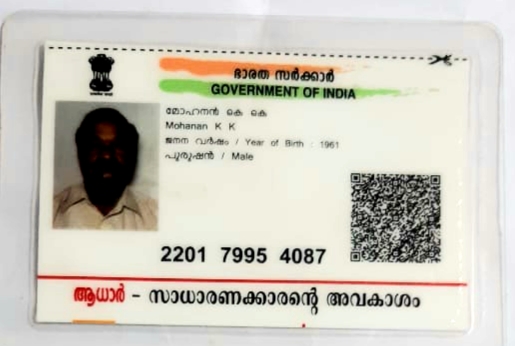 ഭാരത സർക്കാർ
GOVERNMENT OF INDIA
മോഹനൻ കെ കെ
Mohanan K K
ജനന വർഷം / Year of Birth : 1961
പുരുഷൻ / Male
2201 7995 4087
ആധാർ – സാധാരണക്കാരന്റെ അവകാശം